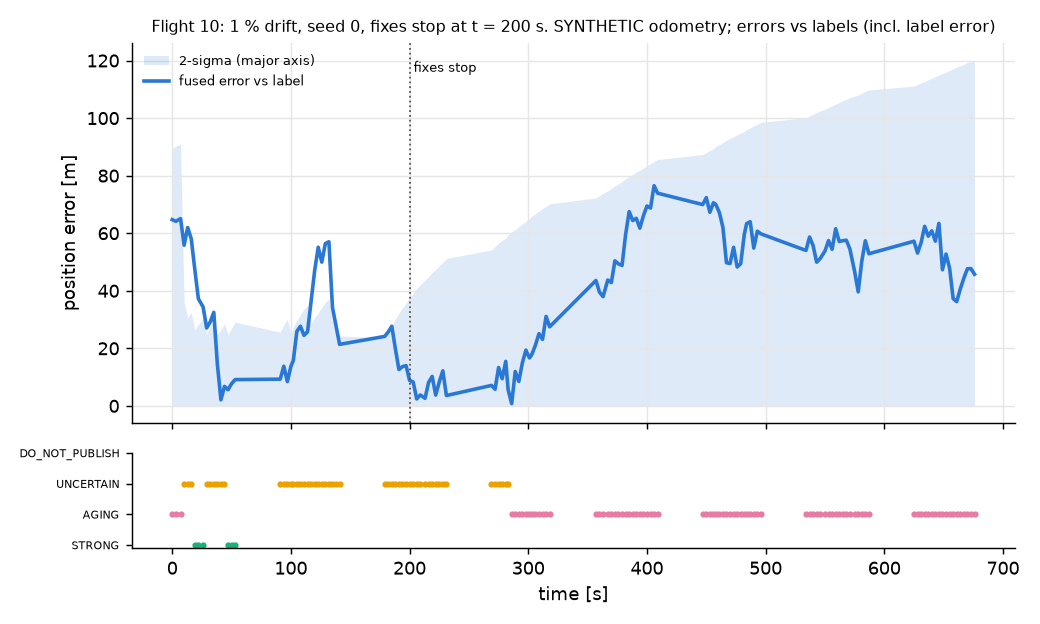 Flight 10: 1 % drift, seed 0, fixes stop at t = 200 s. SYNTHETIC odometry; errors vs labels (incl. label error)
2-sigma (major axis)
fused error vs label
fixes stop
position error [m]
120
100
80
60
40
20
0
DO_NOT_PUBLISH
UNCERTAIN
AGING
STRONG
0 100 200 300 400 500 600 700
time [s]